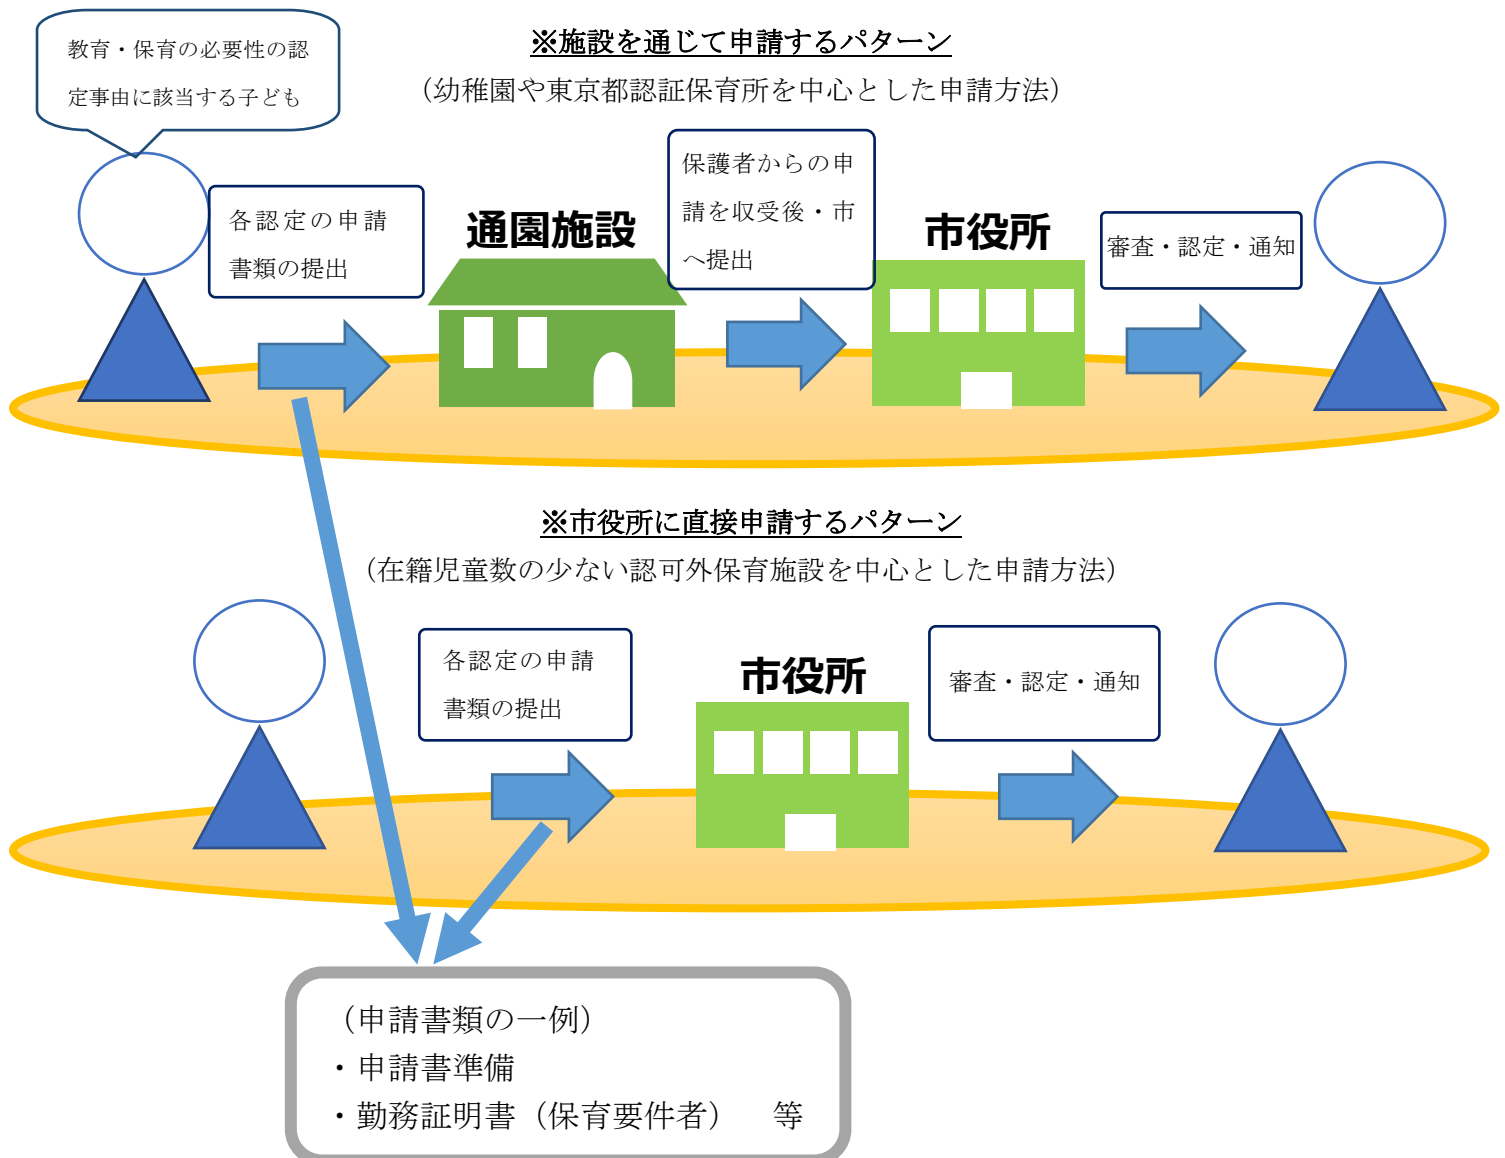 教育・保育の必要性の認
定事由に該当する子ども
※施設を通じて申請するパターン
（幼稚園や東京都認証保育所を中心とした申請方法）
各認定の申請
書類の提出
通園施設
保護者からの申
請を収受後・市
へ提出
市役所
審査・認定・通知
※市役所に直接申請するパターン
（在籍児童数の少ない認可外保育施設を中心とした申請方法）
各認定の申請
書類の提出
市役所
審査・認定・通知
（申請書類の一例）
・申請書準備
・勤務証明書（保育要件者）　等